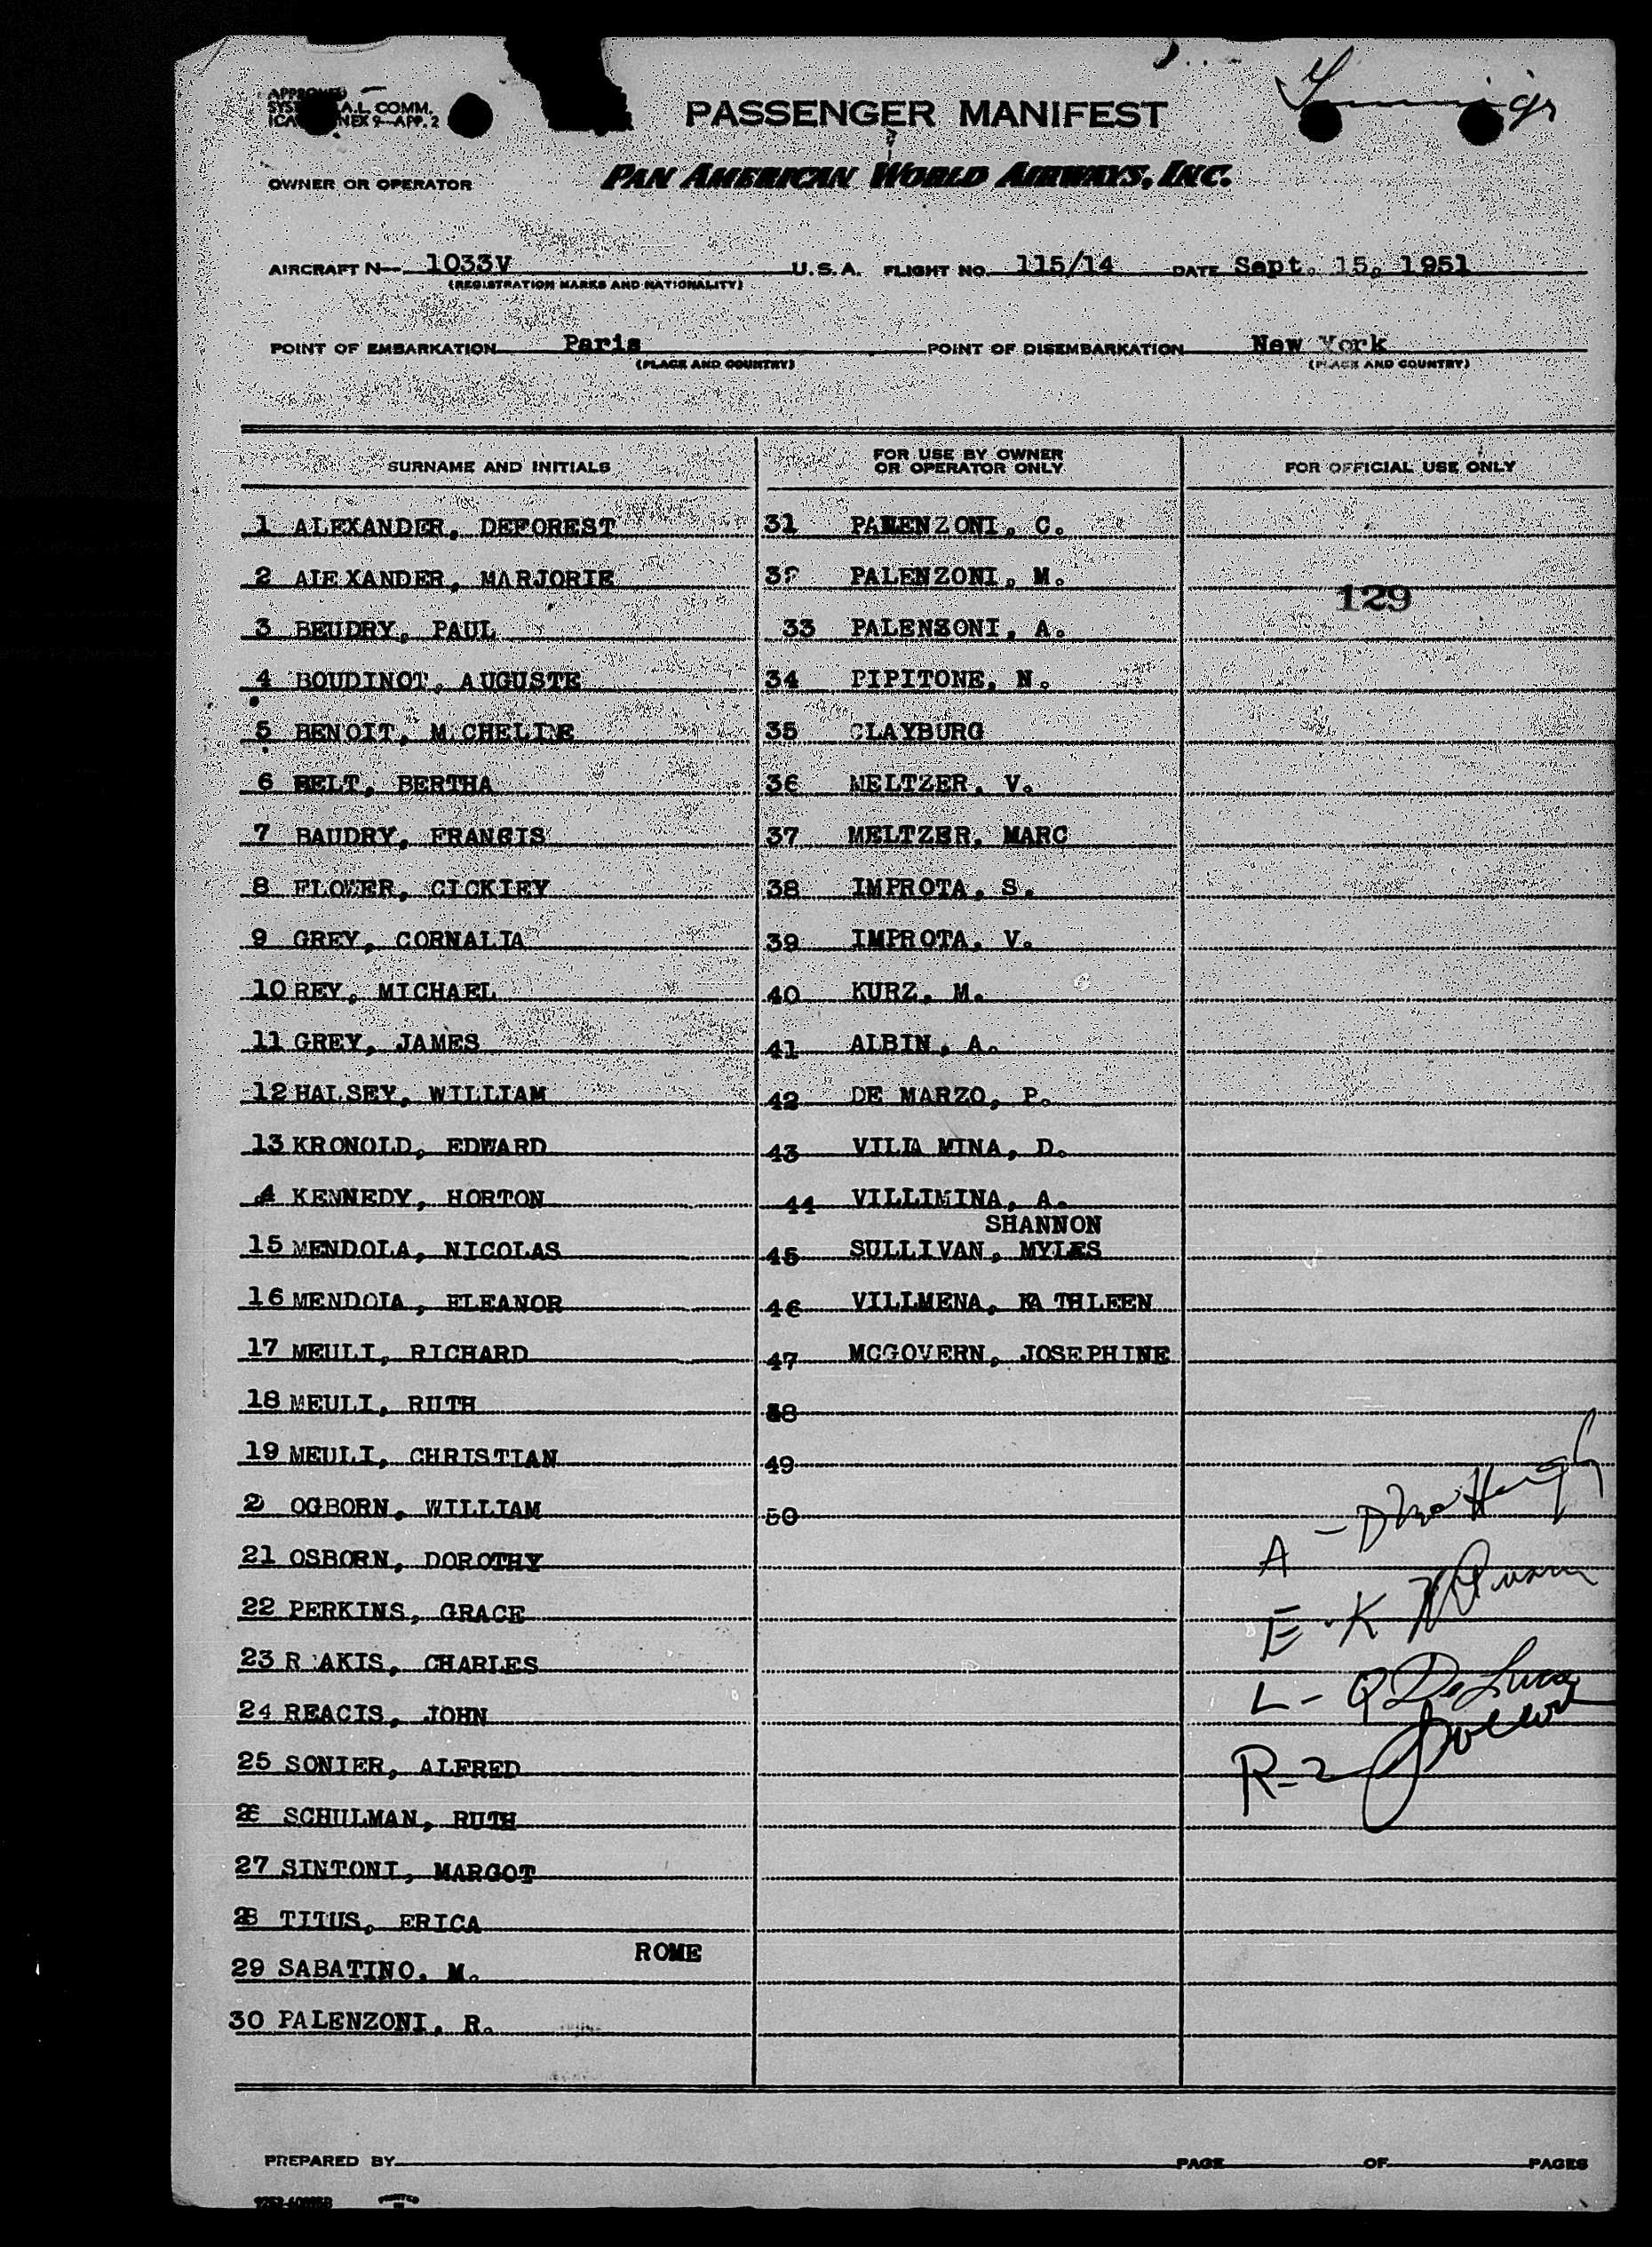 PASSENGER MANIFEST
A.L. COMM.
APP. 2
OWNER OR OPERATOR PAN AMERICAN WORLD AIRWAYS, INC.
AIRCRAFT N- 1033V U.S.A. FLIGHT NO. 115/14 DATE Sept. 15, 1951
(REGISTRATION MARKS AND NATIONALITY)
POINT OF EMBARKATION Paris POINT OF DISEMBARKATION New York
(PLACE AND COUNTRY) (PLACE AND COUNTRY)
SURNAME AND INITIALS
1 ALEXANDER, DEFOREST
2 ALEXANDER, MARJORIE
3 BEUDRY, PAUL
4 BOUDINOT, AUGUSTE
5 BENOIT, M.CHELINE
6 BELT, BERTHA
7 BAUDRY, FRANCIS
8 FLOWER, CICKIEY
9 GREY, CORNALIA
10 REY, MICHAEL
11 GREY, JAMES
12 HALSEY, WILLIAM
13 KRONOLD, EDWARD
4 KENNEDY, HORTON
15 MENDOLA, NICOLAS
16 MENDOLA, ELEANOR
17 MEULI, RICHARD
18 MEULI, RUTH
19 MEULI, CHRISTIAN
20 OGBORN, WILLIAM
21 OSBORN, DOROTHY
22 PERKINS, GRACE
23 R AKIS, CHARLES
24 REACIS, JOHN
25 SONIER, ALFRED
26 SCHULMAN, RUTH
27 SINTONI, MARGOT
28 TITUS, ERICA
ROME
29 SABATINO, M.
30 PALENZONI, R.
FOR USE BY OWNER
OR OPERATOR ONLY
31 PALENZONI, C.
32 PALENZONI, M.
33 PALENZONI, A.
34 PIPITONE, N.
35 CLAYBURG
36 MELTZER, V.
37 MELTZER, MARC
38 IMPROTA, S.
39 IMPROTA, V.
40 KURZ, M.
41 ALBIN, A.
42 DE MARZO, P.
43 VILLA MINA, D.
44 VILLIMINA, A.
SHANNON
45 SULLIVAN, MYLES
46 VILLMENA, KATHLEEN
47 MCGOVERN, JOSEPHINE
48
49
50
FOR OFFICIAL USE ONLY
129
A -
E - K
L - DeLuca
R-2
PREPARED BY PAGE OF PAGES